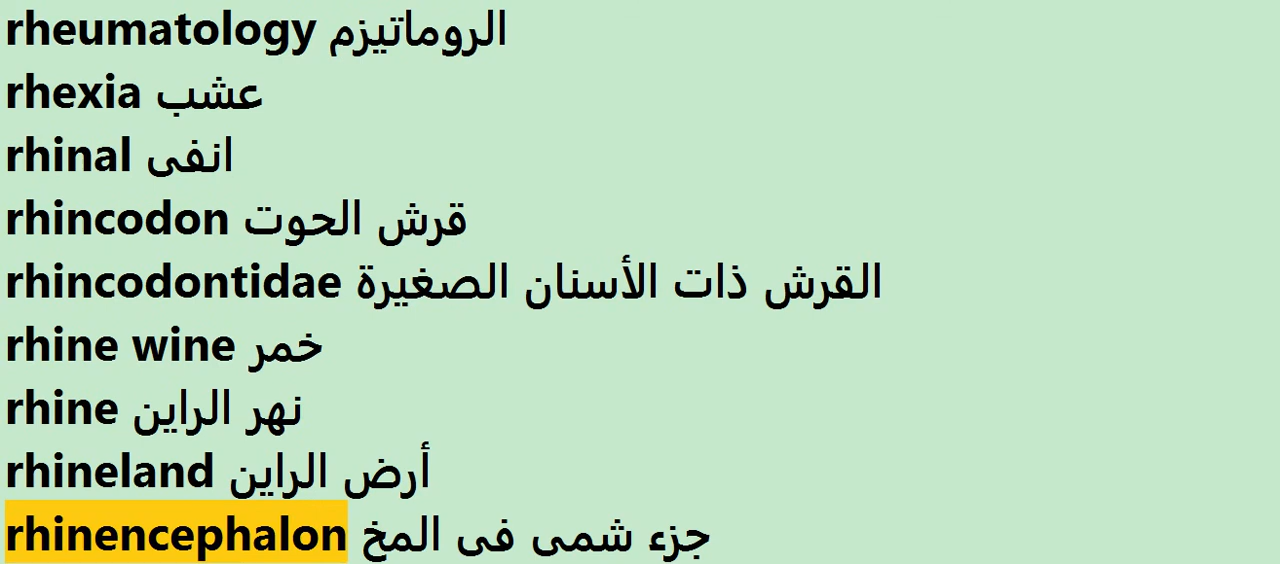 rheumatology الروماتيزم
rhexia عشب
rhinal انفى
rhincodon قرش الحوت
rhincodontidae القرش ذات الأسنان الصغيرة
rhine wine خمر
rhine نهر الراين
rhineland أرض الراين
rhinencephalon جزء شمى فى المخ